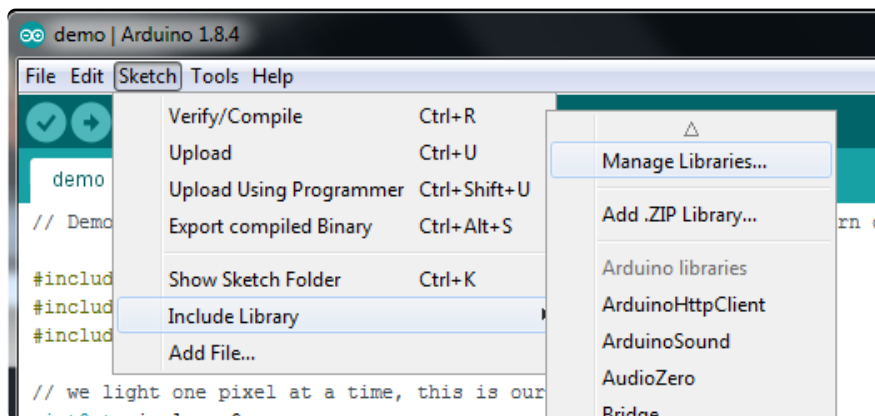 demo | Arduino 1.8.4
File Edit Sketch Tools Help
Verify/Compile Ctrl+R
Upload Ctrl+U
Upload Using Programmer Ctrl+Shift+U
Export compiled Binary Ctrl+Alt+S
Show Sketch Folder Ctrl+K
Include Library
Add File...
Manage Libraries...
Add .ZIP Library...
Arduino libraries
ArduinoHttpClient
ArduinoSound
AudioZero
Bridge
demo
// Demo
rn
#includ
#includ
#includ
// we light one pixel at a time, this is our